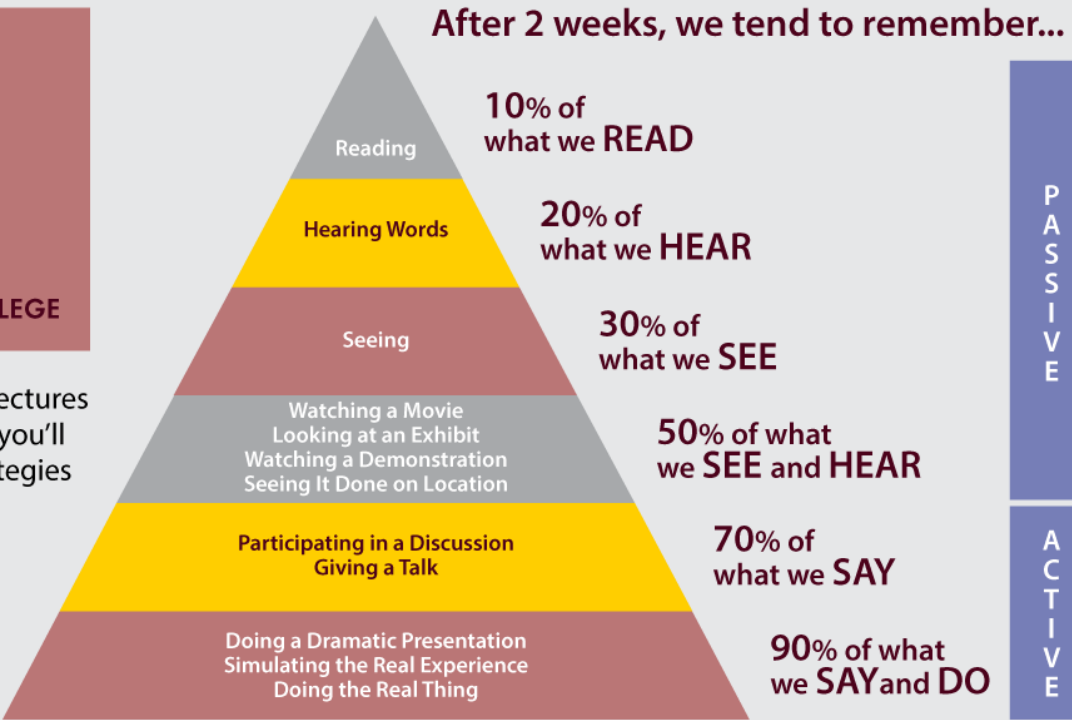 After 2 weeks, we tend to remember...
LEGE
ectures
you'll
tegies
Reading
10% of
what we READ
Hearing Words
20% of
what we HEAR
Seeing
30% of
what we SEE
Watching a Movie
Looking at an Exhibit
Watching a Demonstration
Seeing It Done on Location
50% of what
we SEE and HEAR
Participating in a Discussion
Giving a Talk
70% of
what we SAY
Doing a Dramatic Presentation
Simulating the Real Experience
Doing the Real Thing
90% of what
we SAYand DO
PASSIVE
ACTIVE